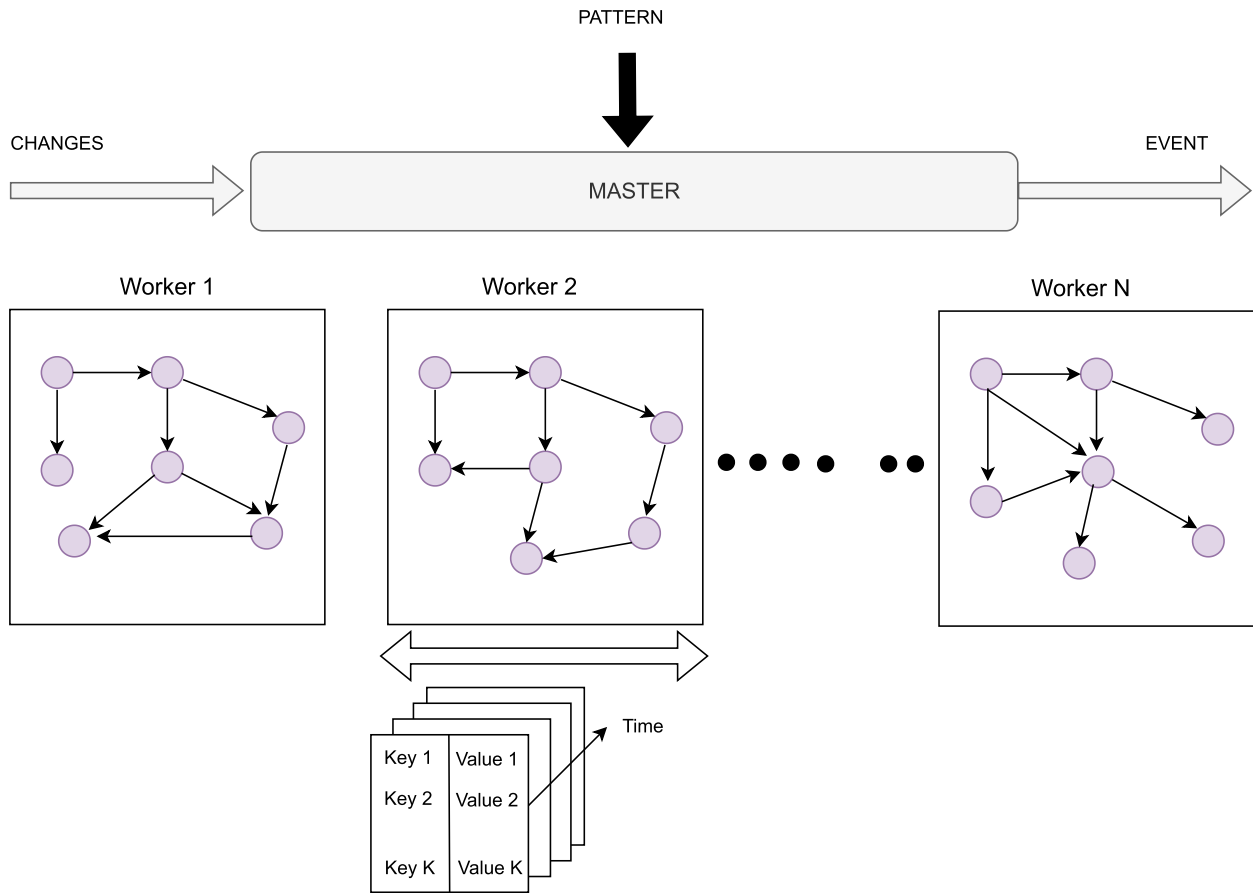 PATTERN
CHANGES
EVENT
MASTER
Worker 1
Worker 2
Worker N
Time
Key 1 Value 1
Key 2 Value 2
Key K Value K